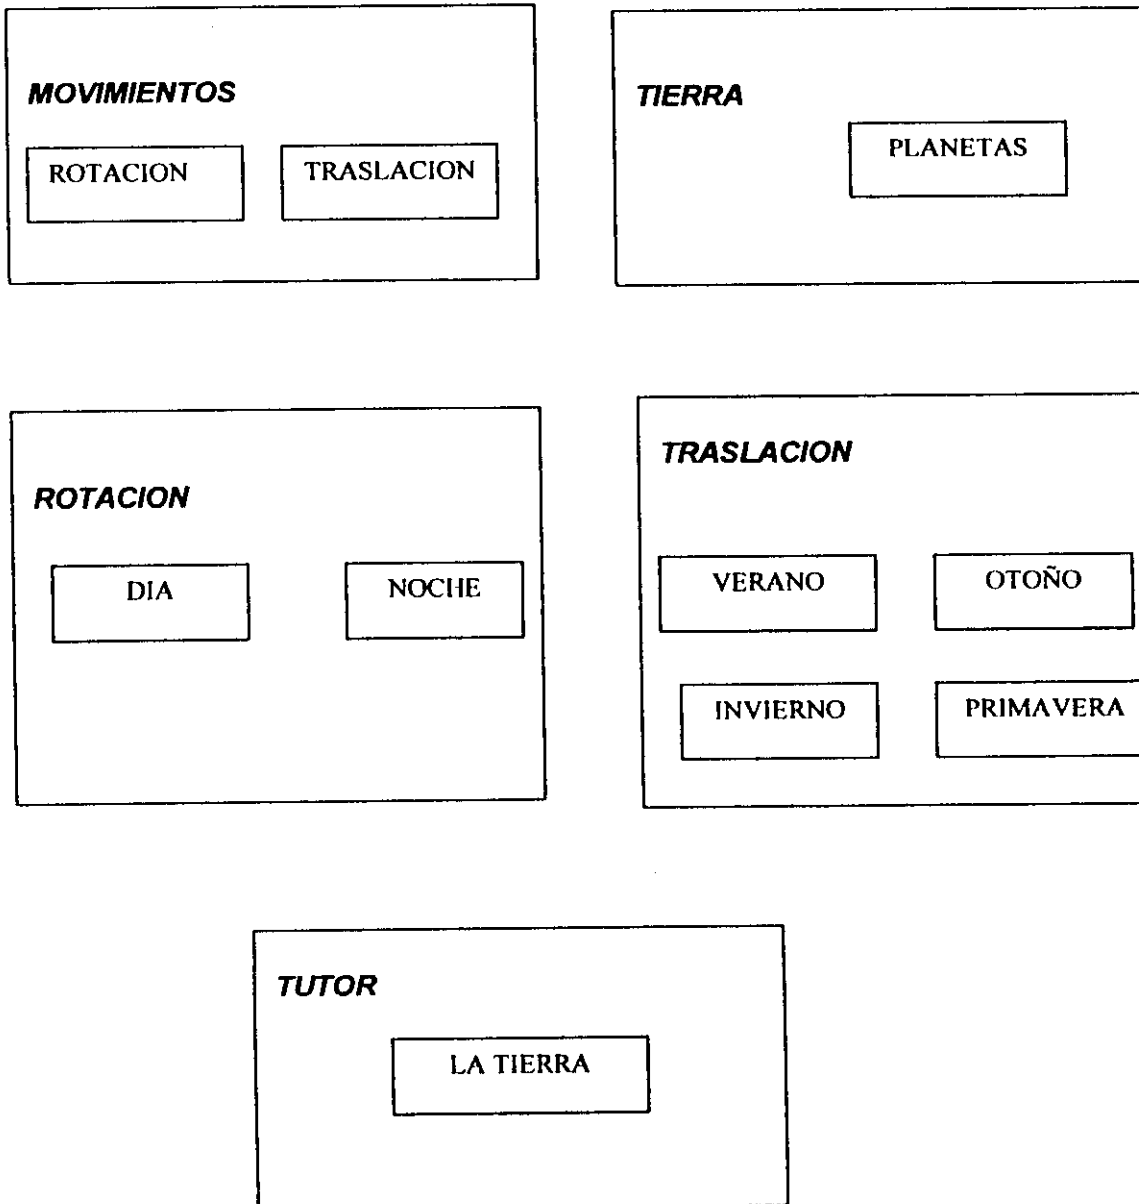 MOVIMIENTOS
ROTACION
TRASLACION
TIERRA
PLANETAS
ROTACION
DIA
NOCHE
TRASLACION
VERANO
OTOÑO
INVIERNO
PRIMAVERA
TUTOR
LA TIERRA